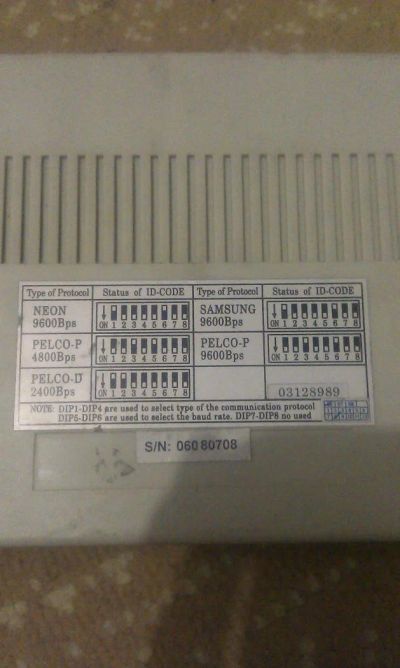 Type of Protocol Status of ID-CODE Type of Protocol Status of ID-CODE
NEON 9600Bps ON 1 2 3 4 5 6 7 8 SAMSUNG 9600Bps ON 1 2 3 4 5 6 7 8
PELCO-P 4800Bps ON 1 2 3 4 5 6 7 8 PELCO-P 9600Bps ON 1 2 3 4 5 6 7 8
PELCO-D 2400Bps ON 1 2 3 4 5 6 7 8
03128989
NOTE: DIP1-DIP4 are used to select type of the communication protocol
DIP5-DIP6 are used to select the baud rate. DIP7-DIP8 no used
S/N: 06080708